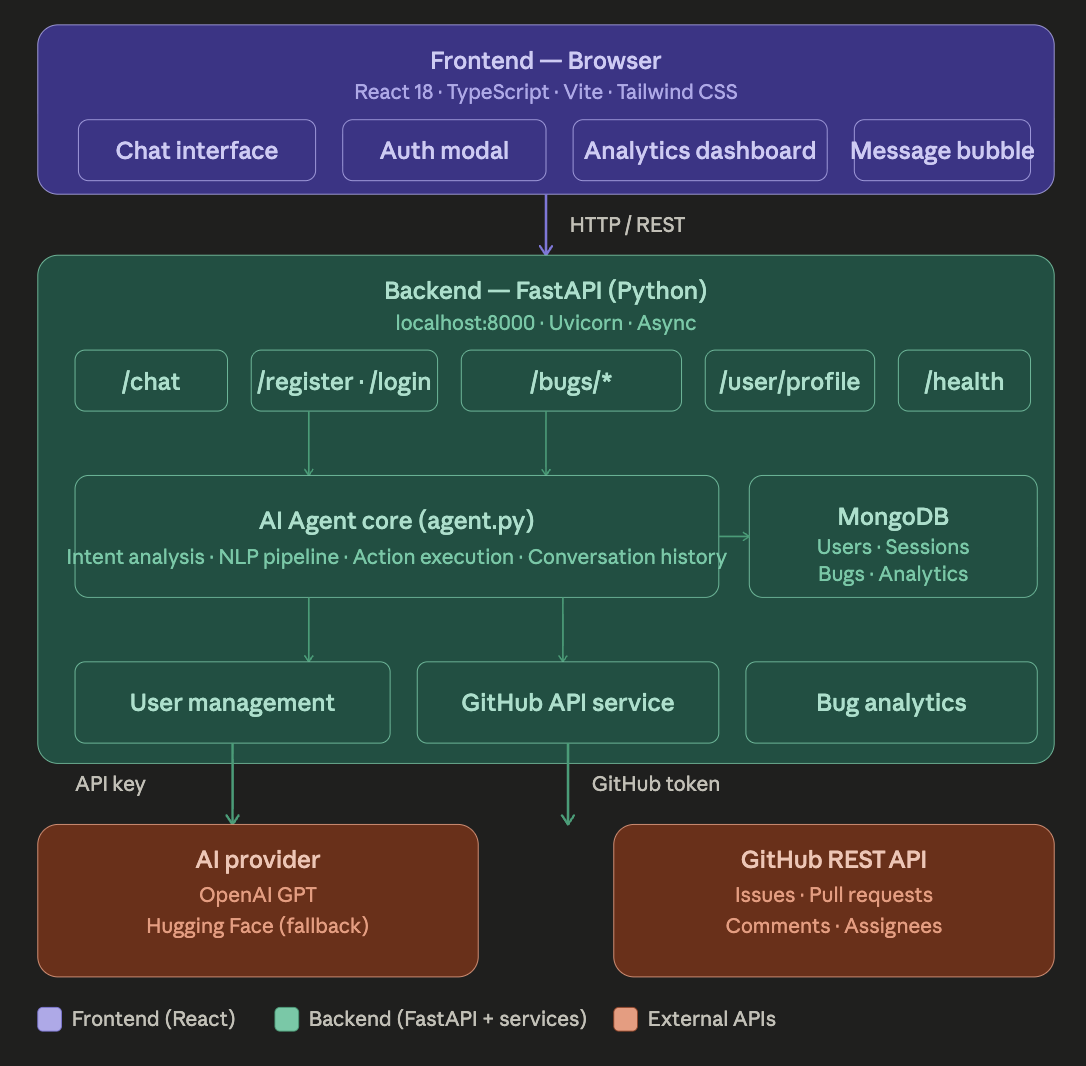 Frontend — Browser
React 18 · TypeScript · Vite · Tailwind CSS
Chat interface
Auth modal
Analytics dashboard
Message bubble
HTTP / REST
Backend — FastAPI (Python)
localhost:8000 · Uvicorn · Async
/chat
/register · /login
/bugs/*
/user/profile
/health
AI Agent core (agent.py)
Intent analysis · NLP pipeline · Action execution · Conversation history
MongoDB
Users · Sessions
Bugs · Analytics
User management
GitHub API service
Bug analytics
API key
GitHub token
AI provider
OpenAI GPT
Hugging Face (fallback)
GitHub REST API
Issues · Pull requests
Comments · Assignees
Frontend (React)
Backend (FastAPI + services)
External APIs